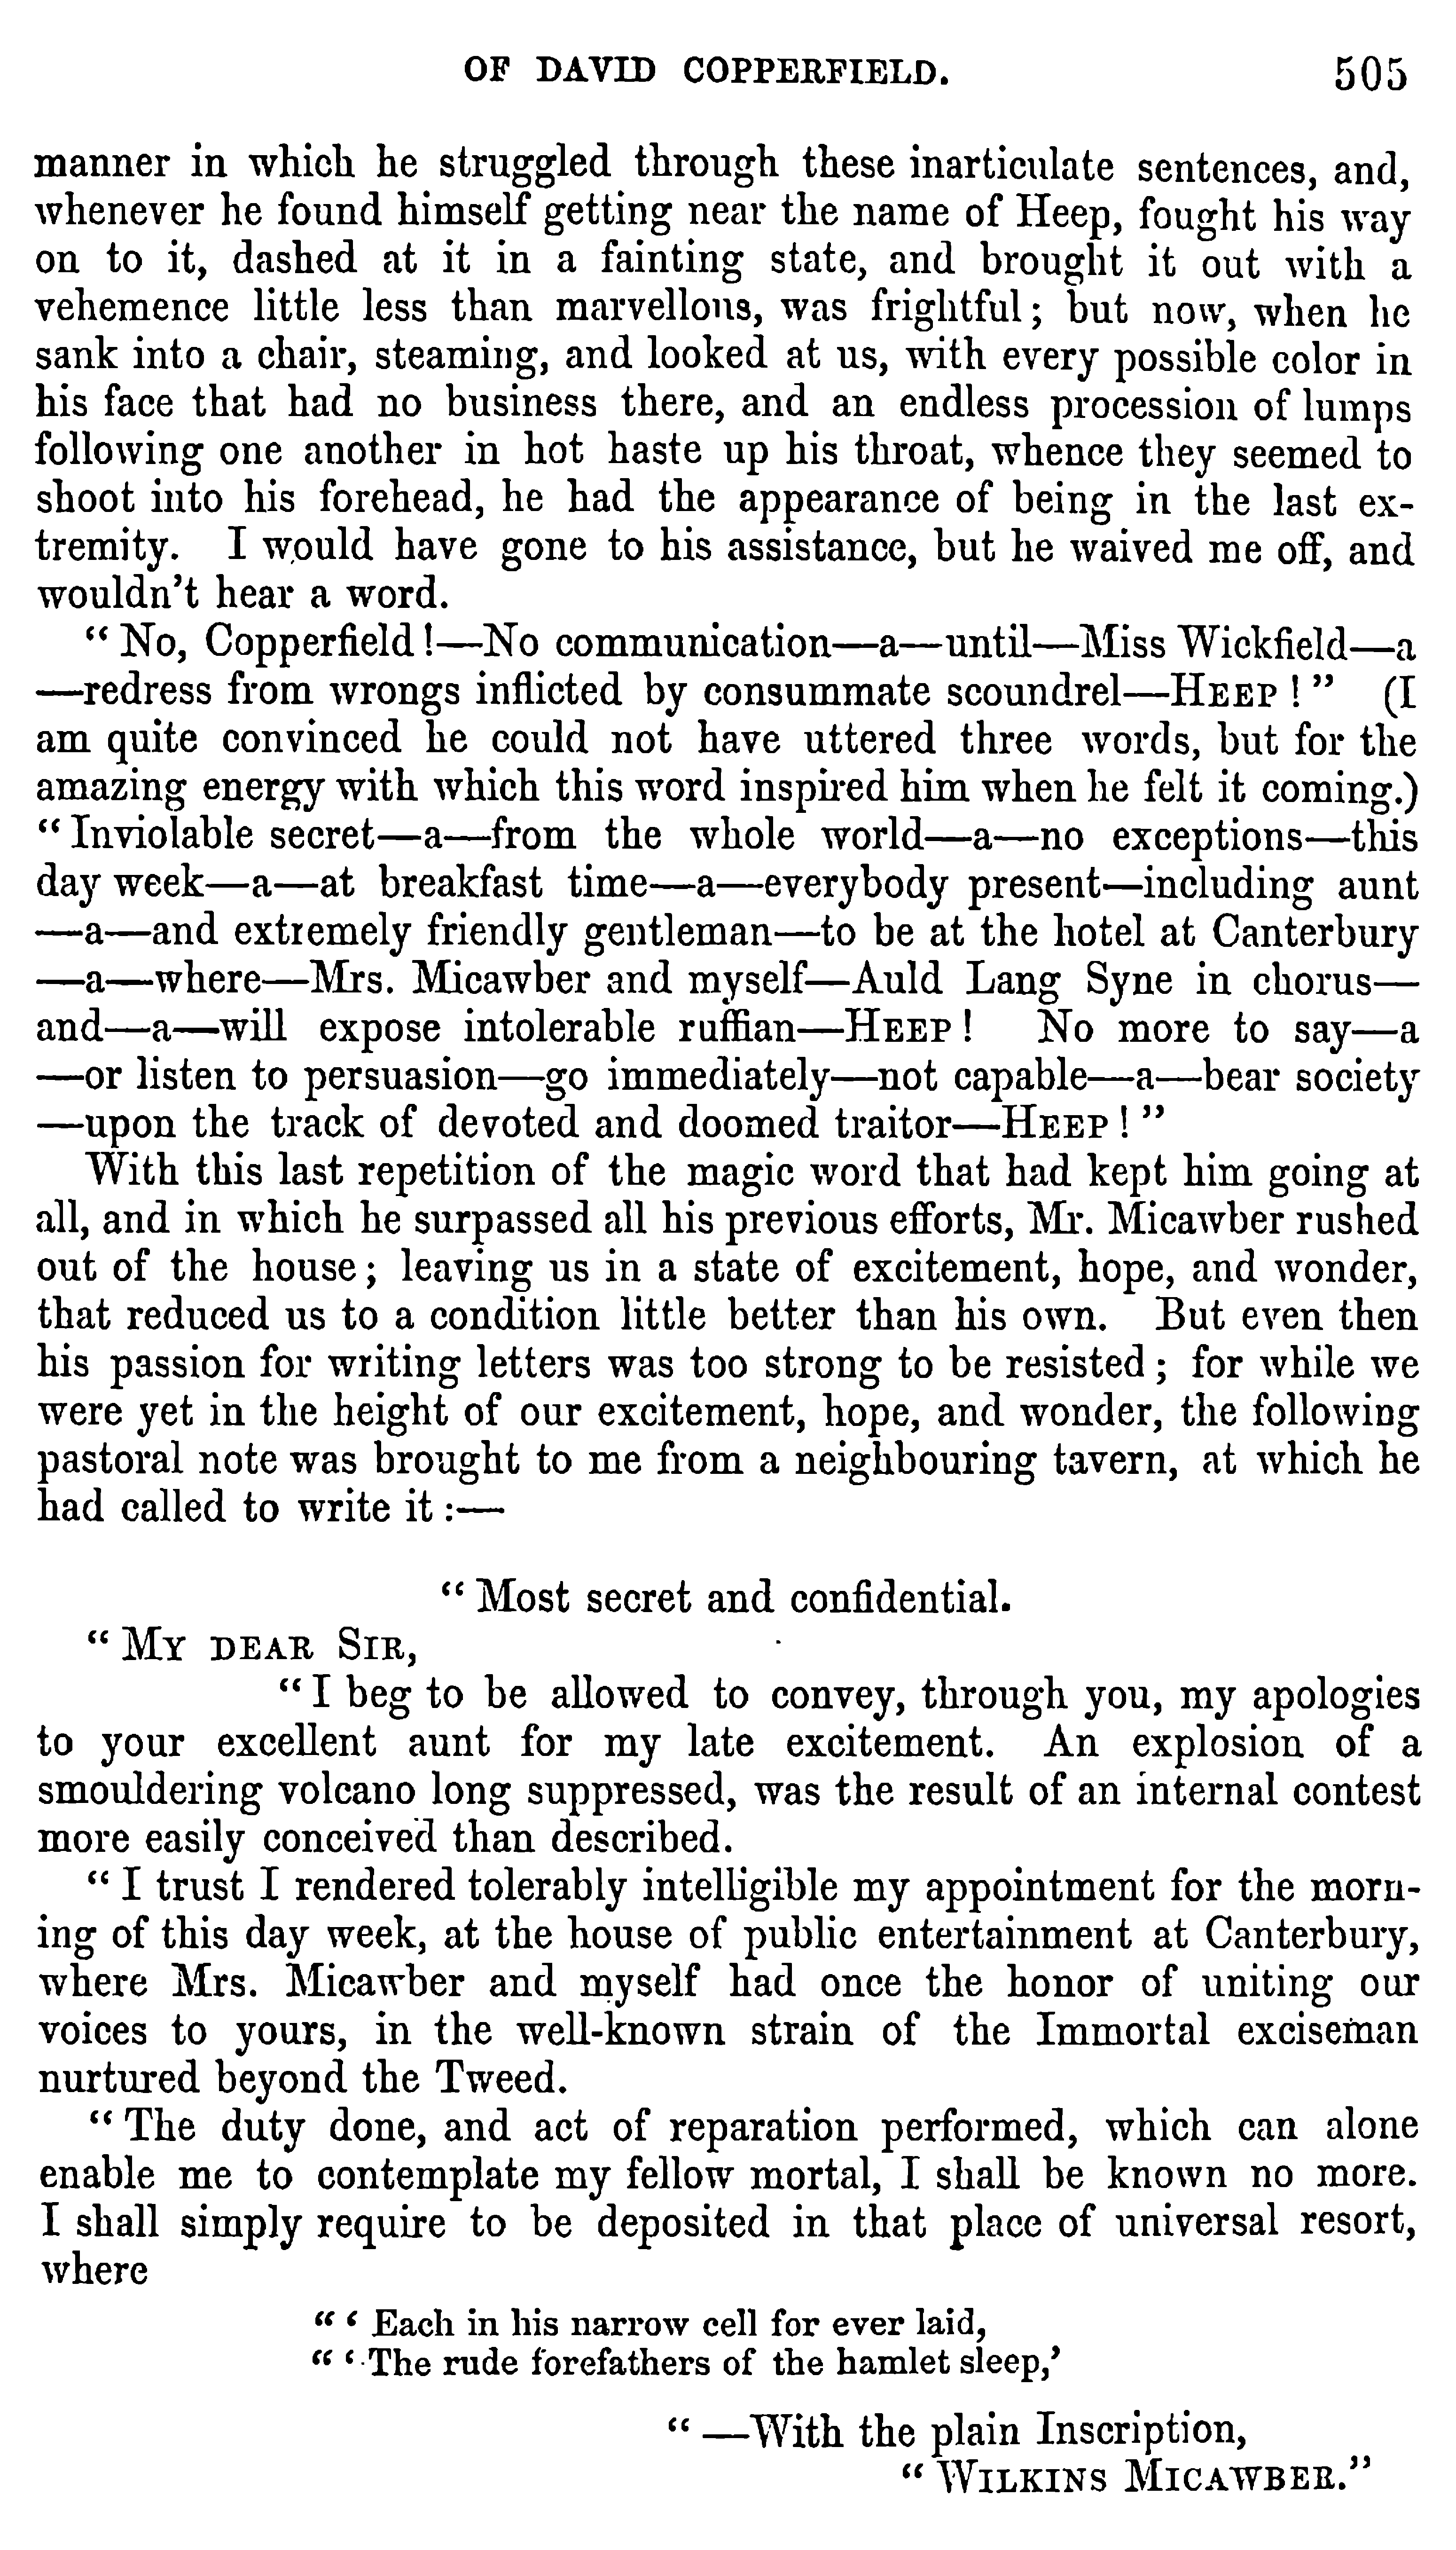 OF DAVID COPPERFIELD. 505
manner in which he struggled through these inarticulate sentences, and,
whenever he found himself getting near the name of Heep, fought his way
on to it, dashed at it in a fainting state, and brought it out with a
vehemence little less than marvellous, was frightful; but now, when he
sank into a chair, steaming, and looked at us, with every possible color in
his face that had no business there, and an endless procession of lumps
following one another in hot haste up his throat, whence they seemed to
shoot into his forehead, he had the appearance of being in the last ex-
tremity. I would have gone to his assistance, but he waived me off, and
wouldn't hear a word.
“No, Copperfield!—No communication—a—until—Miss Wickfield—a
—redress from wrongs inflicted by consummate scoundrel—HEEP!” (I
am quite convinced he could not have uttered three words, but for the
amazing energy with which this word inspired him when he felt it coming.)
“Inviolable secret—a—from the whole world—a—no exceptions—this
day week—a—at breakfast time—a—everybody present—including aunt
—a—and extremely friendly gentleman—to be at the hotel at Canterbury
—a—where—Mrs. Micawber and myself—Auld Lang Syne in chorus—
and—a—will expose intolerable ruffian—HEEP! No more to say—a
—or listen to persuasion—go immediately—not capable—a—bear society
—upon the track of devoted and doomed traitor—HEEP!”
With this last repetition of the magic word that had kept him going at
all, and in which he surpassed all his previous efforts, Mr. Micawber rushed
out of the house; leaving us in a state of excitement, hope, and wonder,
that reduced us to a condition little better than his own. But even then
his passion for writing letters was too strong to be resisted; for while we
were yet in the height of our excitement, hope, and wonder, the following
pastoral note was brought to me from a neighbouring tavern, at which he
had called to write it:—
“Most secret and confidential.
“MY DEAR SIR,
“I beg to be allowed to convey, through you, my apologies
to your excellent aunt for my late excitement. An explosion of a
smouldering volcano long suppressed, was the result of an internal contest
more easily conceived than described.
“I trust I rendered tolerably intelligible my appointment for the morn-
ing of this day week, at the house of public entertainment at Canterbury,
where Mrs. Micawber and myself had once the honor of uniting our
voices to yours, in the well-known strain of the Immortal exciseman
nurtured beyond the Tweed.
“The duty done, and act of reparation performed, which can alone
enable me to contemplate my fellow mortal, I shall be known no more.
I shall simply require to be deposited in that place of universal resort,
where
“‘Each in his narrow cell for ever laid,
“‘The rude forefathers of the hamlet sleep,’
“—With the plain Inscription,
“WILKINS MICAWBER.”